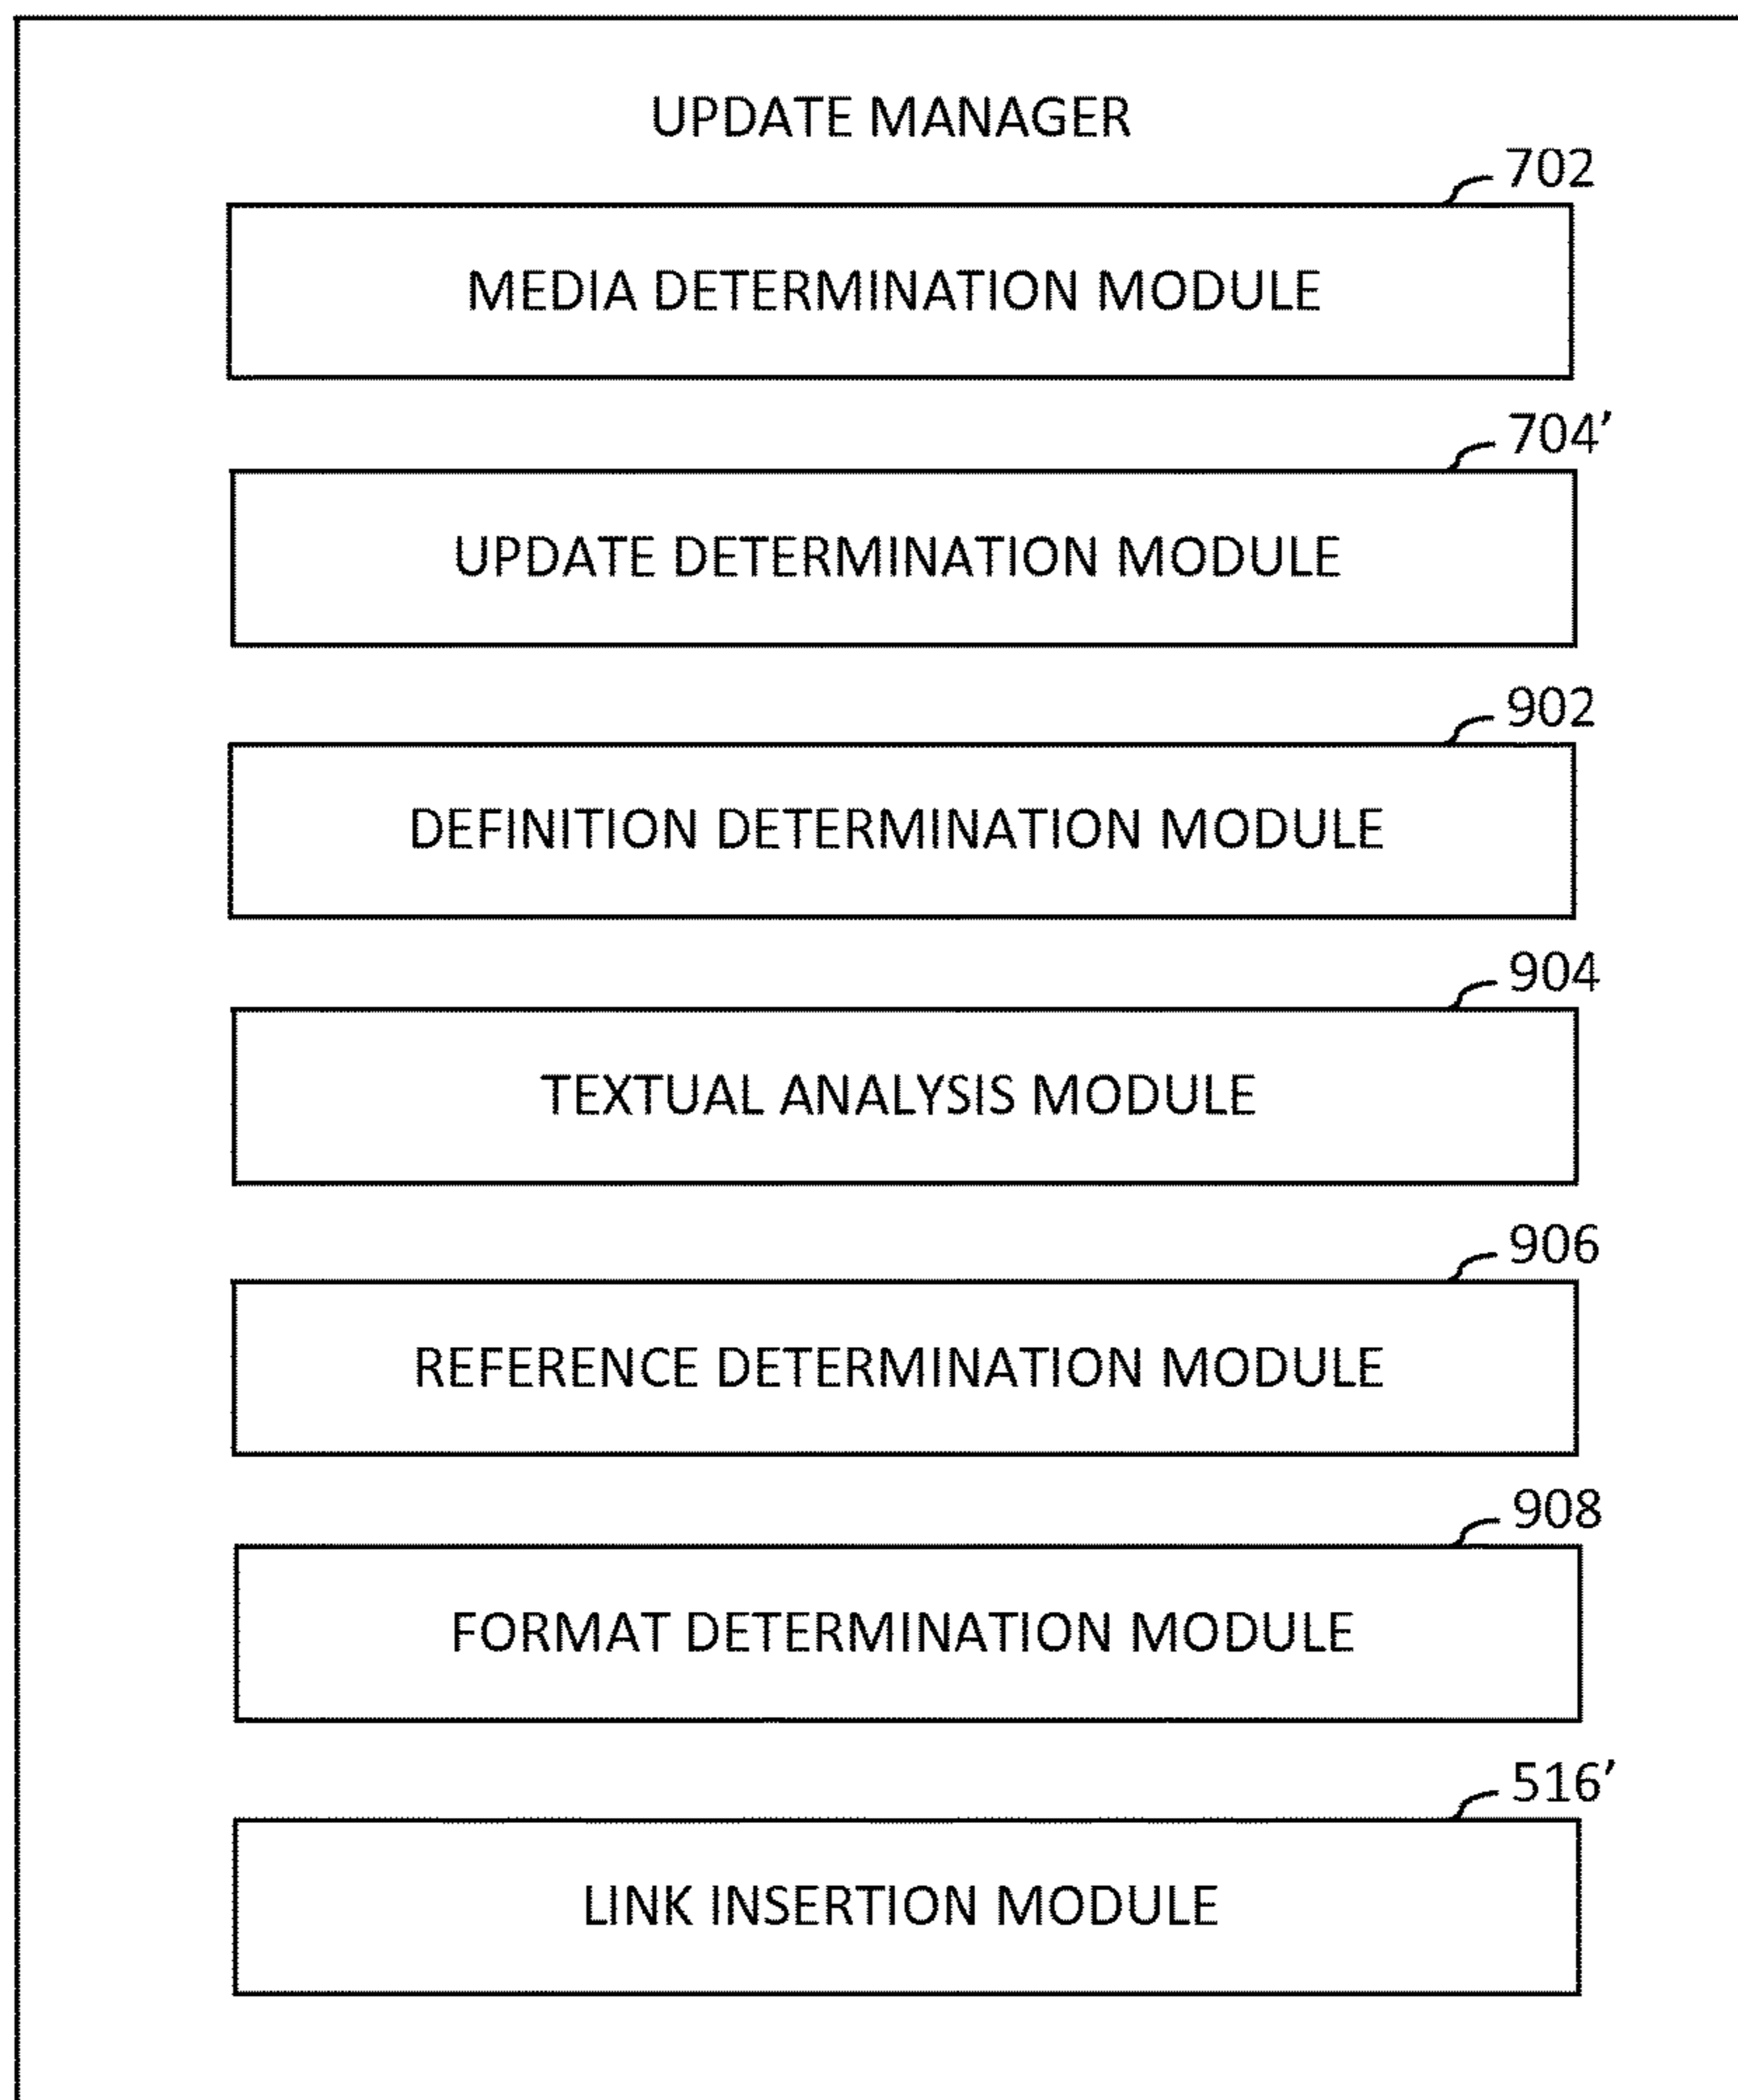 UPDATE MANAGER
702
MEDIA DETERMINATION MODULE
704’
UPDATE DETERMINATION MODULE
902
DEFINITION DETERMINATION MODULE
904
TEXTUAL ANALYSIS MODULE
906
REFERENCE DETERMINATION MODULE
908
FORMAT DETERMINATION MODULE
516’
LINK INSERTION MODULE